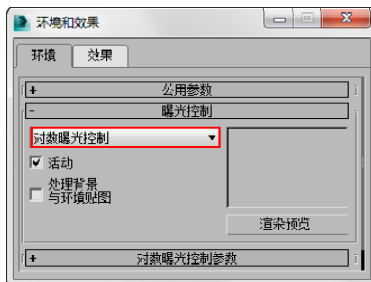 环境和效果
环境 效果
+ 公用参数
- 曝光控制
对数曝光控制
活动
处理背景
与环境贴图
渲染预览
+ 对数曝光控制参数